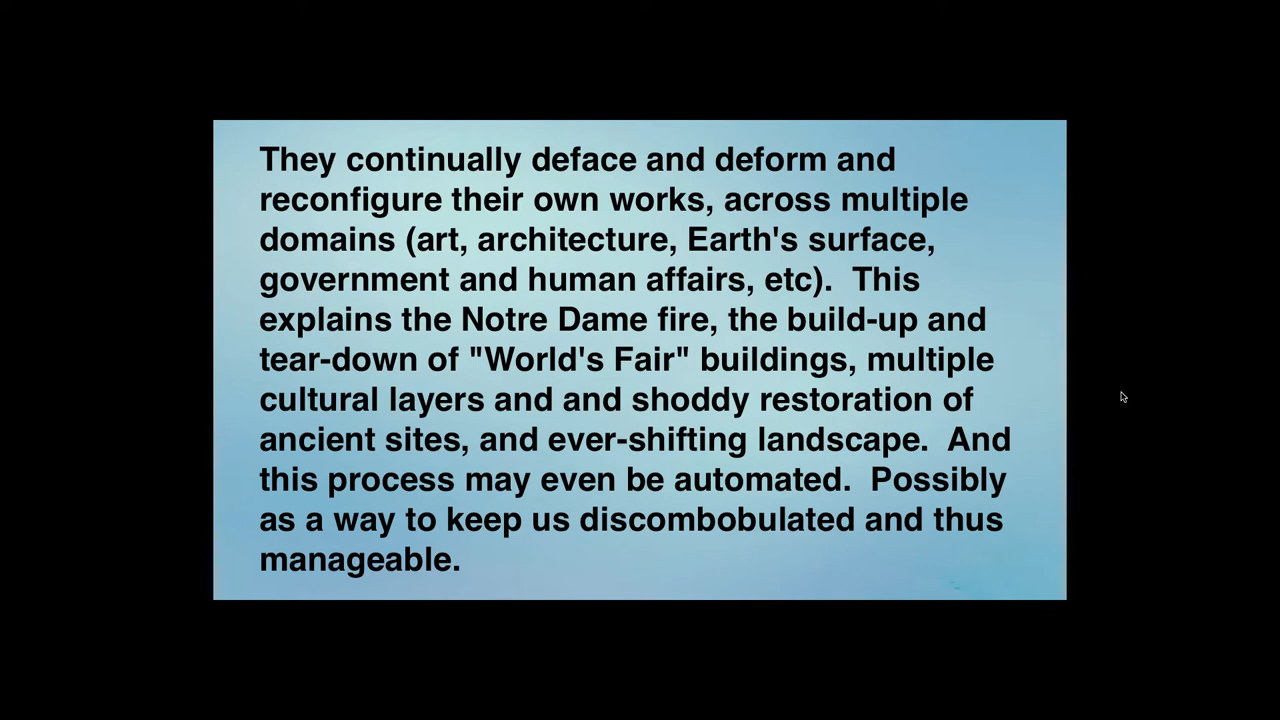 They continually deface and deform and
reconfigure their own works, across multiple
domains (art, architecture, Earth's surface,
government and human affairs, etc).  This
explains the Notre Dame fire, the build-up and
tear-down of "World's Fair" buildings, multiple
cultural layers and and shoddy restoration of
ancient sites, and ever-shifting landscape.  And
this process may even be automated.  Possibly
as a way to keep us discombobulated and thus
manageable.